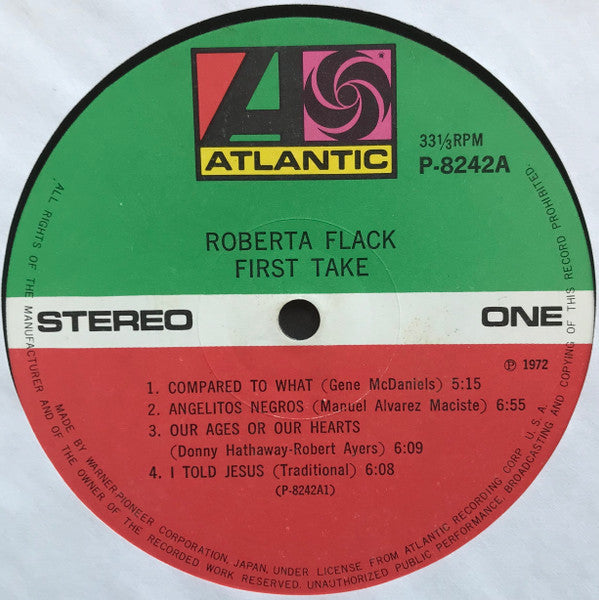 ATLANTIC
33⅓RPM
P-8242A
ROBERTA FLACK
FIRST TAKE
STEREO
ONE
℗ 1972
1. COMPARED TO WHAT (Gene McDaniels) 5:15
2. ANGELITOS NEGROS (Manuel Alvarez Maciste) 6:55
3. OUR AGES OR OUR HEARTS
(Donny Hathaway-Robert Ayers) 6:09
4. I TOLD JESUS (Traditional) 6:08
(P-8242A1)
MADE BY WARNER-PIONEER CORPORATION, JAPAN, UNDER LICENSE FROM ATLANTIC RECORDING CORP. U.S.A.
ALL RIGHTS OF THE MANUFACTURER AND OF THE OWNER OF THE RECORDED WORK RESERVED. UNAUTHORIZED PUBLIC PERFORMANCE, BROADCASTING AND COPYING OF THIS RECORD PROHIBITED.